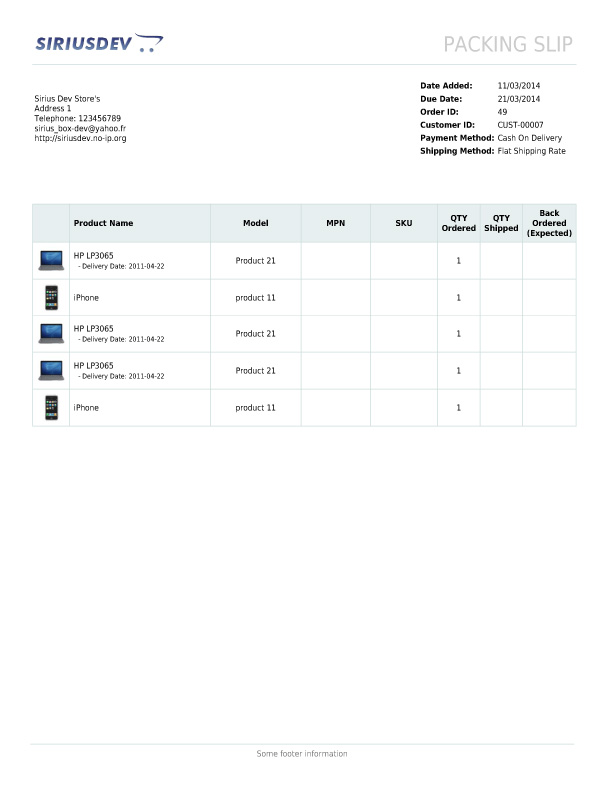 SIRIUSDEV
PACKING SLIP
Sirius Dev Store's
Address 1
Telephone: 123456789
sirius_box-dev@yahoo.fr
http://siriusdev.no-ip.org
Date Added: 11/03/2014
Due Date: 21/03/2014
Order ID: 49
Customer ID: CUST-00007
Payment Method: Cash On Delivery
Shipping Method: Flat Shipping Rate
Product Name Model MPN SKU QTY Ordered QTY Shipped Back Ordered (Expected)
HP LP3065 Product 21 1
- Delivery Date: 2011-04-22
iPhone product 11 1
HP LP3065 Product 21 1
- Delivery Date: 2011-04-22
HP LP3065 Product 21 1
- Delivery Date: 2011-04-22
iPhone product 11 1
Some footer information